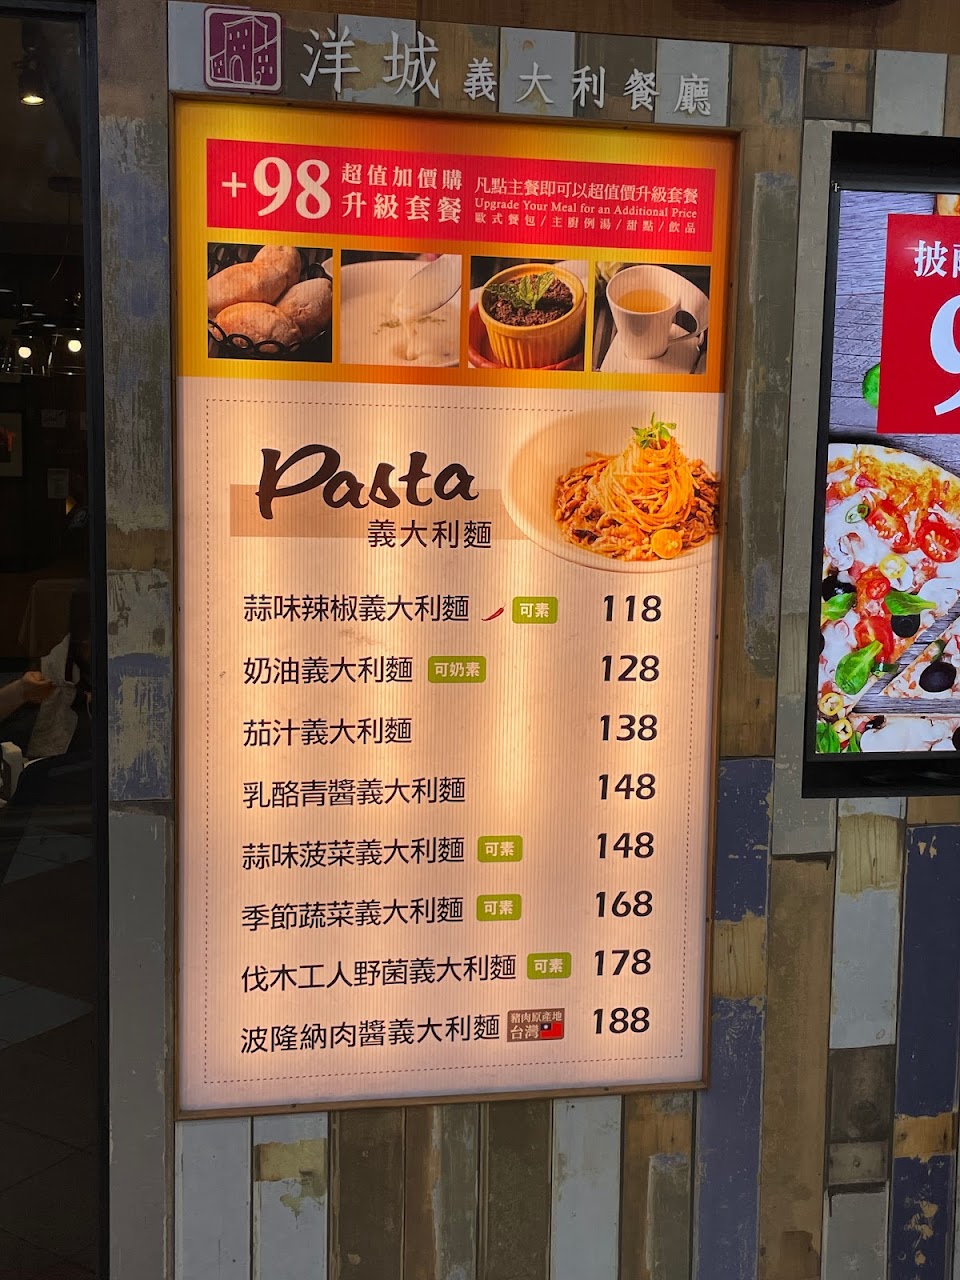 洋城 義大利餐廳
+98 超值加價購 升級套餐
凡點主餐即可以超值價升級套餐
Upgrade Your Meal for an Additional Price
歐式餐包/主廚例湯/甜點/飲品
Pasta
義大利麵
蒜味辣椒義大利麵 可素 118
奶油義大利麵 可奶素 128
茄汁義大利麵 138
乳酪青醬義大利麵 148
蒜味菠菜義大利麵 可素 148
季節蔬菜義大利麵 可素 168
伐木工人野菌義大利麵 可素 178
波隆納肉醬義大利麵 豬肉原產地 台灣 188
披
9